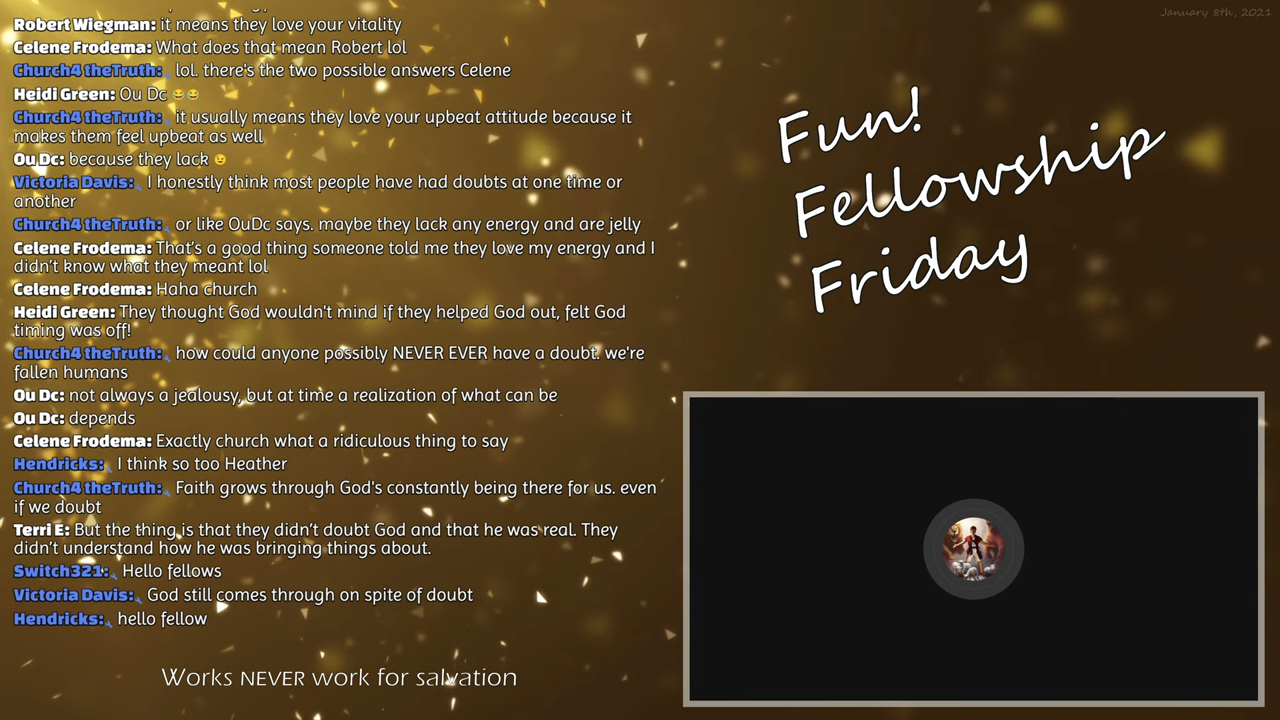 Robert Wiegman: it means they love your vitality
Celene Frodema: What does that mean Robert lol
Church4 theTruth: lol. there's the two possible answers Celene
Heidi Green: Ou Dc 😂😂
Church4 theTruth: it usually means they love your upbeat attitude because it
makes them feel upbeat as well
Ou Dc: because they lack 😉
Victoria Davis: I honestly think most people have had doubts at one time or
another
Church4 theTruth: or like OuDc says. maybe they lack any energy and are jelly
Celene Frodema: That's a good thing someone told me they love my energy and I
didn't know what they meant lol
Celene Frodema: Haha church
Heidi Green: They thought God wouldn't mind if they helped God out, felt God
timing was off!
Church4 theTruth: how could anyone possibly NEVER EVER have a doubt. we're
fallen humans
Ou Dc: not always a jealousy, but at time a realization of what can be
Ou Dc: depends
Celene Frodema: Exactly church what a ridiculous thing to say
Hendricks: I think so too Heather
Church4 theTruth: Faith grows through God's constantly being there for us. even
if we doubt
Terri E: But the thing is that they didn't doubt God and that he was real. They
didn't understand how he was bringing things about.
Switch321: Hello fellows
Victoria Davis: God still comes through on spite of doubt
Hendricks: hello fellow
Works NEVER work for salvation
January 8th, 2021
Fun!
Fellowship
Friday